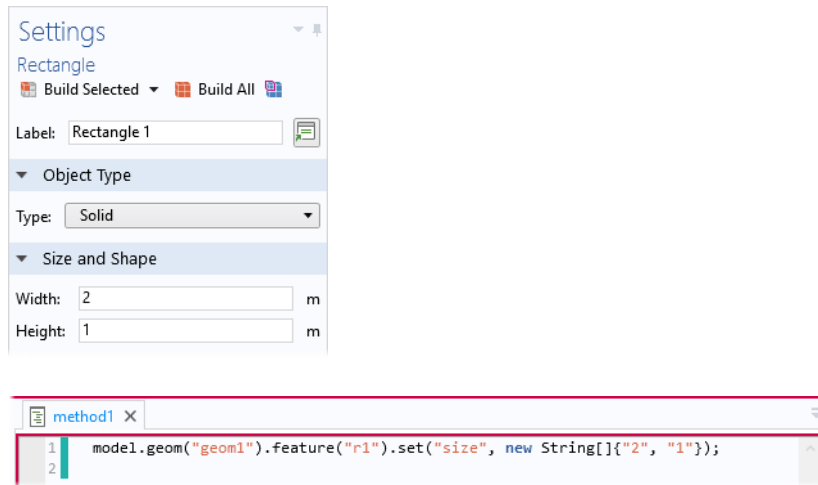 Settings
Rectangle
Build Selected Build All
Label: Rectangle 1
Object Type
Type: Solid
Size and Shape
Width: 2 m
Height: 1 m
method1
1 model.geom("geom1").feature("r1").set("size", new String[]{"2", "1"});
2